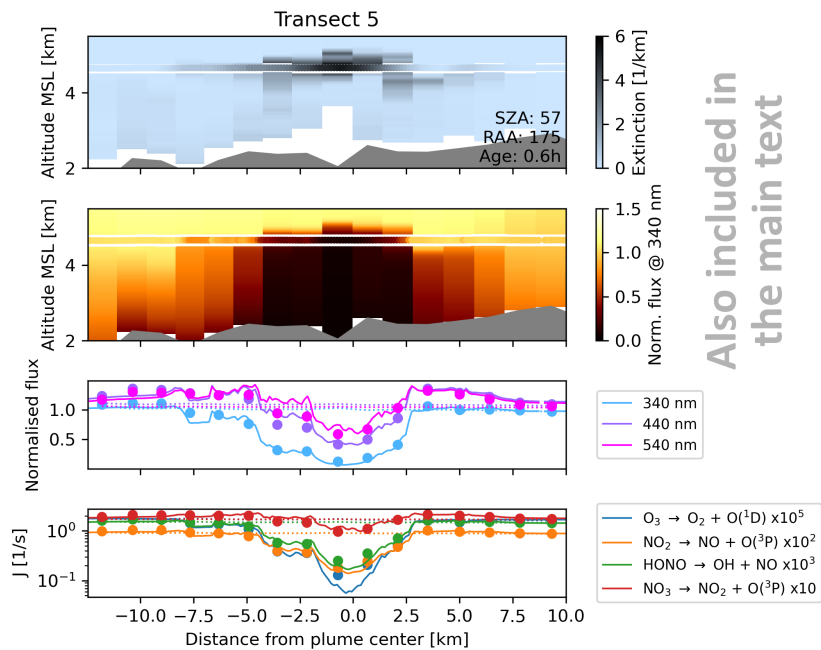 Transect 5
Altitude MSL [km]
4
2
SZA: 57
RAA: 175
Age: 0.6h
6
4
2
0
Extinction [1/km]
Also included in
the main text
Altitude MSL [km]
4
2
1.5
1.0
0.5
0.0
Norm. flux @ 340 nm
Normalised flux
1.0
0.5
340 nm
440 nm
540 nm
J [1/s]
10⁰
10⁻¹
O₃ → O₂ + O(¹D) x10⁵
NO₂ → NO + O(³P) x10²
HONO → OH + NO x10³
NO₃ → NO₂ + O(³P) x10
−10.0 −7.5 −5.0 −2.5 0.0 2.5 5.0 7.5 10.0
Distance from plume center [km]